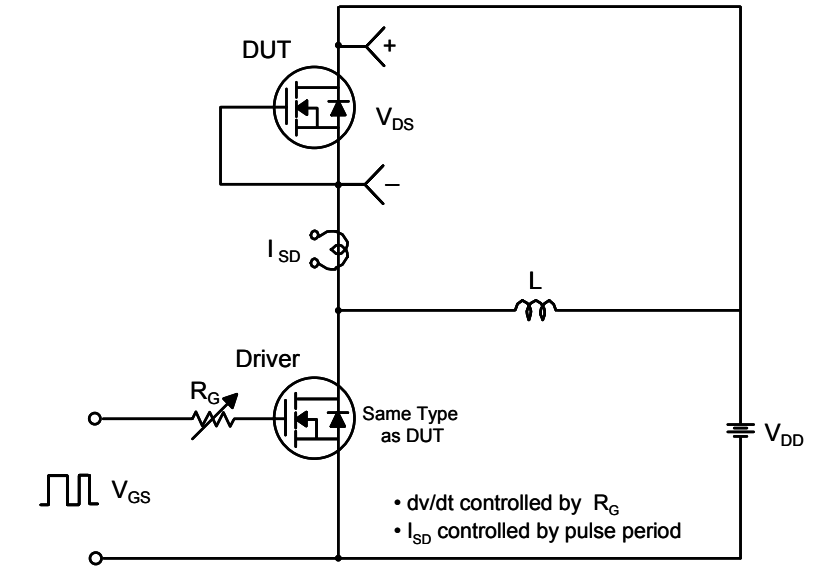 DUT
+
VDS
–
ISD
L
Driver
RG
Same Type
as DUT
VDD
VGS
• dv/dt controlled by RG
• ISD controlled by pulse period